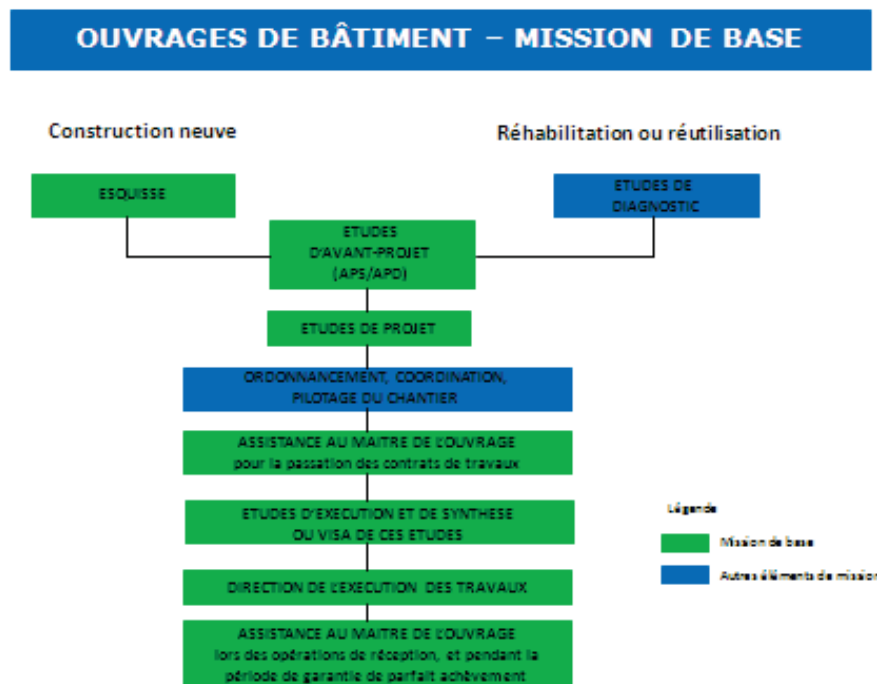 OUVRAGES DE BÂTIMENT – MISSION DE BASE
Construction neuve
Réhabilitation ou réutilisation
ESQUISSE
ETUDES DE
DIAGNOSTIC
ETUDES
D'AVANT-PROJET
(APS/APD)
ETUDES DE PROJET
ORDONNANCEMENT, COORDINATION,
PILOTAGE DU CHANTIER
ASSISTANCE AU MAITRE DE L'OUVRAGE
pour la passation des contrats de travaux
ETUDES D'EXECUTION ET DE SYNTHESE
OU VISA DE CES ETUDES
Légende
Mission de base
Autres éléments de mission
DIRECTION DE L'EXECUTION DES TRAVAUX
ASSISTANCE AU MAITRE DE L'OUVRAGE
lors des opérations de réception, et pendant la
période de garantie de parfait achèvement